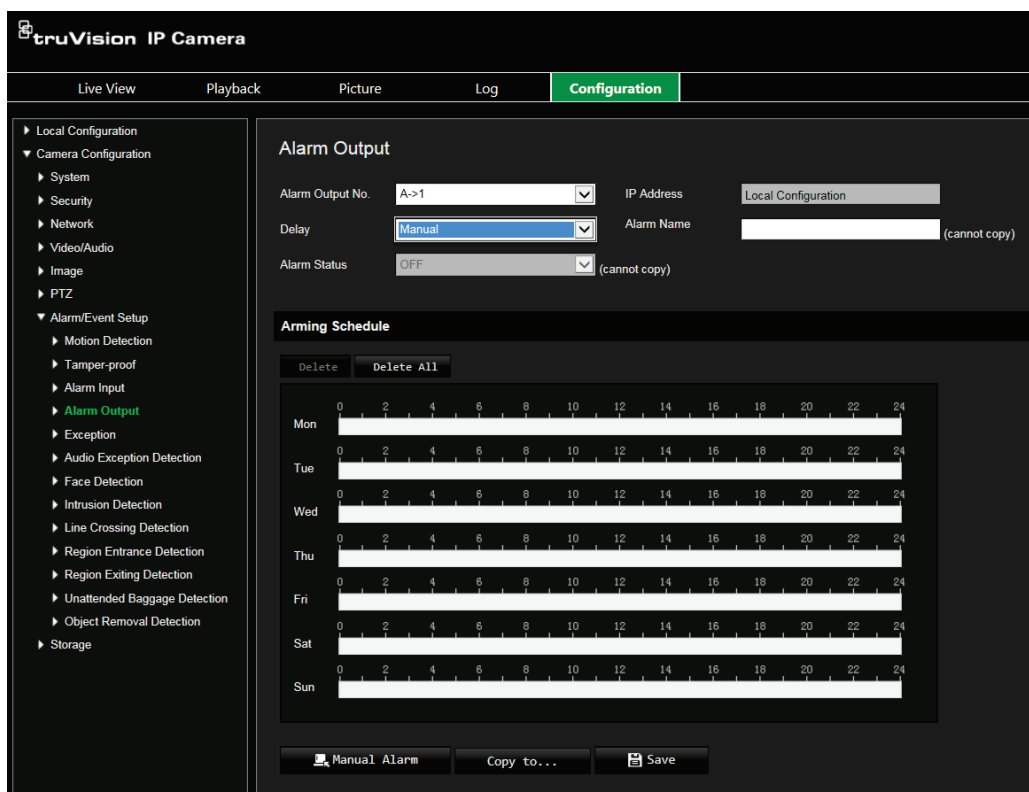 truVision IP Camera
Live View Playback Picture Log Configuration
Local Configuration
Camera Configuration
System
Security
Network
Video/Audio
Image
PTZ
Alarm/Event Setup
Motion Detection
Tamper-proof
Alarm Input
Alarm Output
Exception
Audio Exception Detection
Face Detection
Intrusion Detection
Line Crossing Detection
Region Entrance Detection
Region Exiting Detection
Unattended Baggage Detection
Object Removal Detection
Storage
Alarm Output
Alarm Output No. A->1 IP Address Local Configuration
Delay Manual Alarm Name (cannot copy)
Alarm Status OFF (cannot copy)
Arming Schedule
Delete Delete All
0 2 4 6 8 10 12 14 16 18 20 22 24
Mon
0 2 4 6 8 10 12 14 16 18 20 22 24
Tue
0 2 4 6 8 10 12 14 16 18 20 22 24
Wed
0 2 4 6 8 10 12 14 16 18 20 22 24
Thu
0 2 4 6 8 10 12 14 16 18 20 22 24
Fri
0 2 4 6 8 10 12 14 16 18 20 22 24
Sat
0 2 4 6 8 10 12 14 16 18 20 22 24
Sun
Manual Alarm Copy to... Save